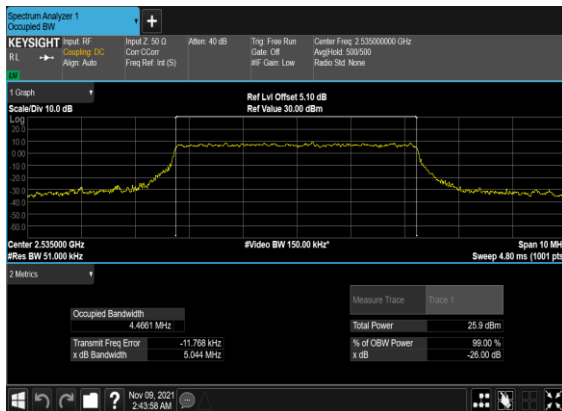 Spectrum Analyzer 1
Occupied BW
KEYSIGHT Input: RF Input Z: 50 Ω Atten: 40 dB Trig: Free Run Center Freq: 2.535000000 GHz
RL Coupling: DC Corr CCorr Gate: Off Avg|Hold: 500/500
Align: Auto Freq Ref: Int (S) #IF Gain: Low Radio Std: None
1 Graph
Ref Lvl Offset 5.10 dB
Scale/Div 10.0 dB Ref Value 30.00 dBm
Log
20.0
10.0
0.00
-10.0
-20.0
-30.0
-40.0
-50.0
-60.0
Center 2.535000 GHz #Video BW 150.00 kHz* Span 10 MH
#Res BW 51.000 kHz Sweep 4.80 ms (1001 pts
2 Metrics
Measure Trace Trace 1
Occupied Bandwidth
4.4661 MHz
Total Power 25.9 dBm
Transmit Freq Error -11.768 kHz % of OBW Power 99.00 %
x dB Bandwidth 5.044 MHz x dB -26.00 dB
Nov 09, 2021
2:43:58 AM